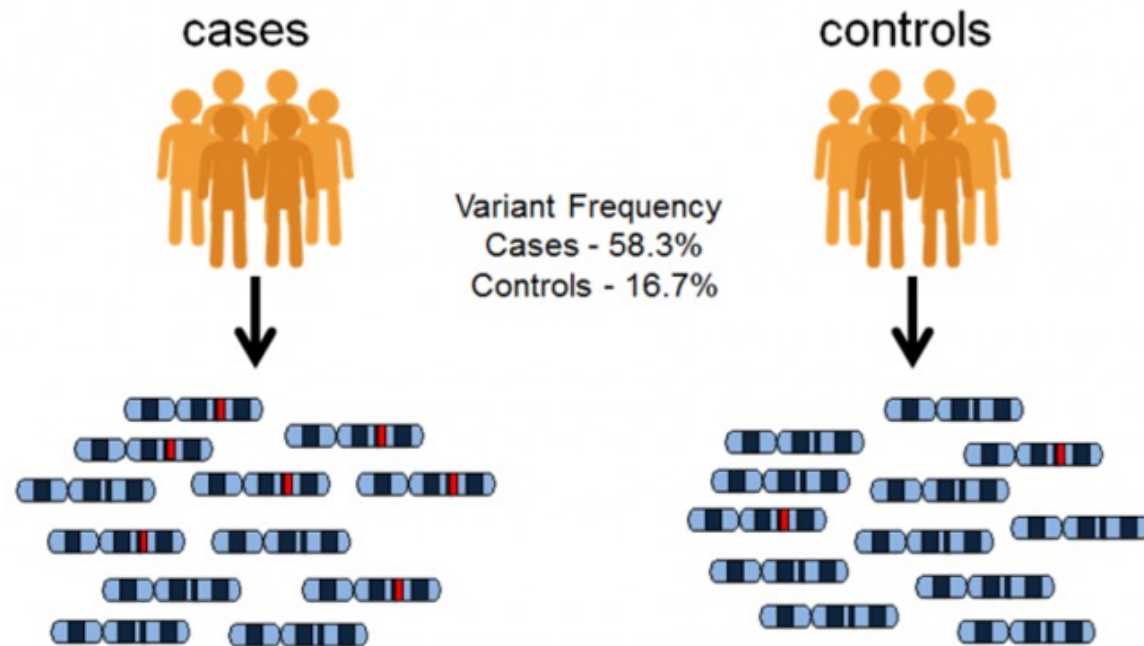 cases
controls
Variant Frequency
Cases - 58.3%
Controls - 16.7%